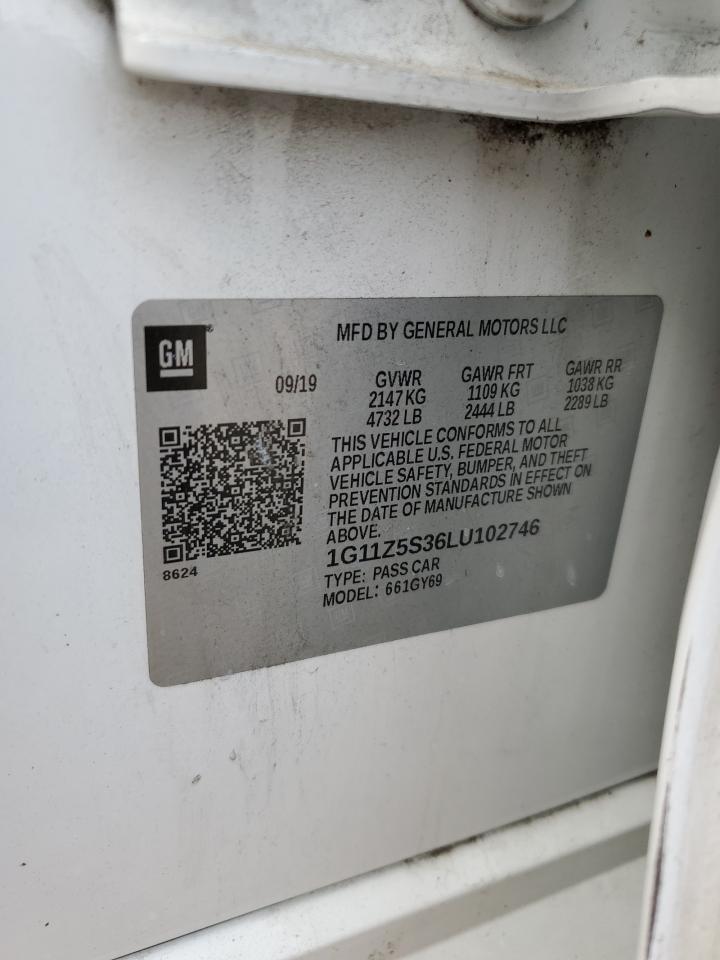 GM
MFD BY GENERAL MOTORS LLC
09/19
GVWR
2147 KG
4732 LB
GAWR FRT
1109 KG
2444 LB
GAWR RR
1038 KG
2289 LB
THIS VEHICLE CONFORMS TO ALL
APPLICABLE U.S. FEDERAL MOTOR
VEHICLE SAFETY, BUMPER, AND THEFT
PREVENTION STANDARDS IN EFFECT ON
THE DATE OF MANUFACTURE SHOWN
ABOVE.
1G11Z5S36LU102746
TYPE: PASS CAR
MODEL: 661GY69
8624